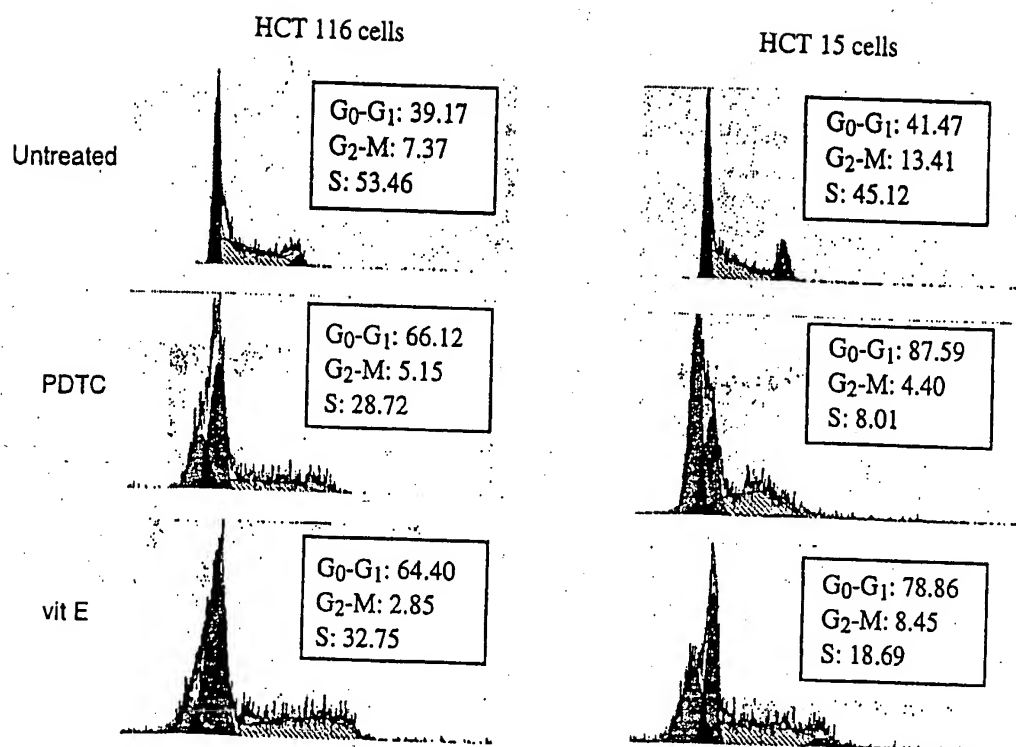 HCT 116 cells
HCT 15 cells
Untreated
G0-G1: 39.17
G2-M: 7.37
S: 53.46
G0-G1: 41.47
G2-M: 13.41
S: 45.12
PDTC
G0-G1: 66.12
G2-M: 5.15
S: 28.72
G0-G1: 87.59
G2-M: 4.40
S: 8.01
vit E
G0-G1: 64.40
G2-M: 2.85
S: 32.75
G0-G1: 78.86
G2-M: 8.45
S: 18.69